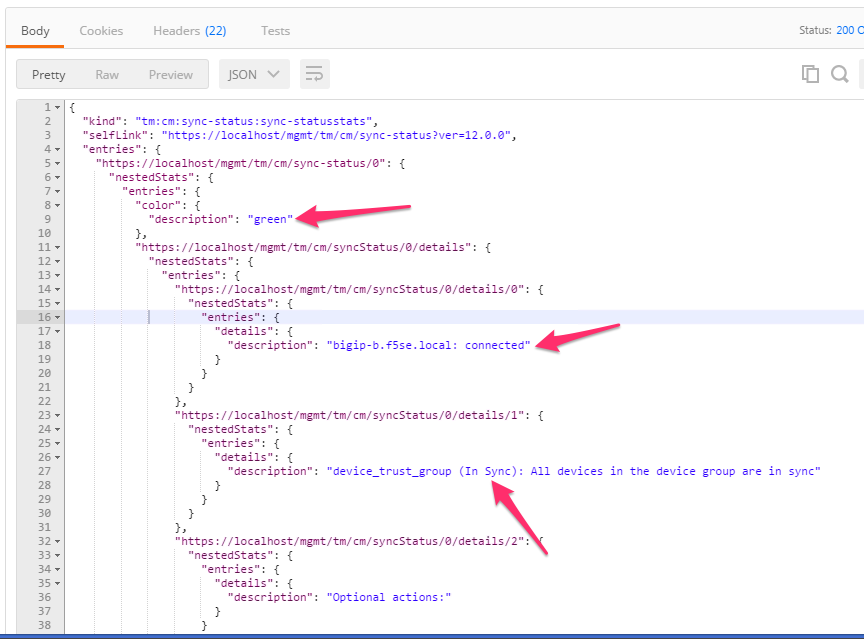 Body Cookies Headers (22) Tests Status: 200 O
Pretty Raw Preview JSON
1 {
2 "kind": "tm:cm:sync-status:sync-statusstats",
3 "selfLink": "https://localhost/mgmt/tm/cm/sync-status?ver=12.0.0",
4 "entries": {
5 "https://localhost/mgmt/tm/cm/sync-status/0": {
6 "nestedStats": {
7 "entries": {
8 "color": {
9 "description": "green"
10 },
11 "https://localhost/mgmt/tm/cm/syncStatus/0/details": {
12 "nestedStats": {
13 "entries": {
14 "https://localhost/mgmt/tm/cm/syncStatus/0/details/0": {
15 "nestedStats": {
16 "entries": {
17 "details": {
18 "description": "bigip-b.f5se.local: connected"
19 }
20 }
21 }
22 },
23 "https://localhost/mgmt/tm/cm/syncStatus/0/details/1": {
24 "nestedStats": {
25 "entries": {
26 "details": {
27 "description": "device_trust_group (In Sync): All devices in the device group are in sync"
28 }
29 }
30 }
31 },
32 "https://localhost/mgmt/tm/cm/syncStatus/0/details/2": {
33 "nestedStats": {
34 "entries": {
35 "details": {
36 "description": "Optional actions:"
37 }
38 }